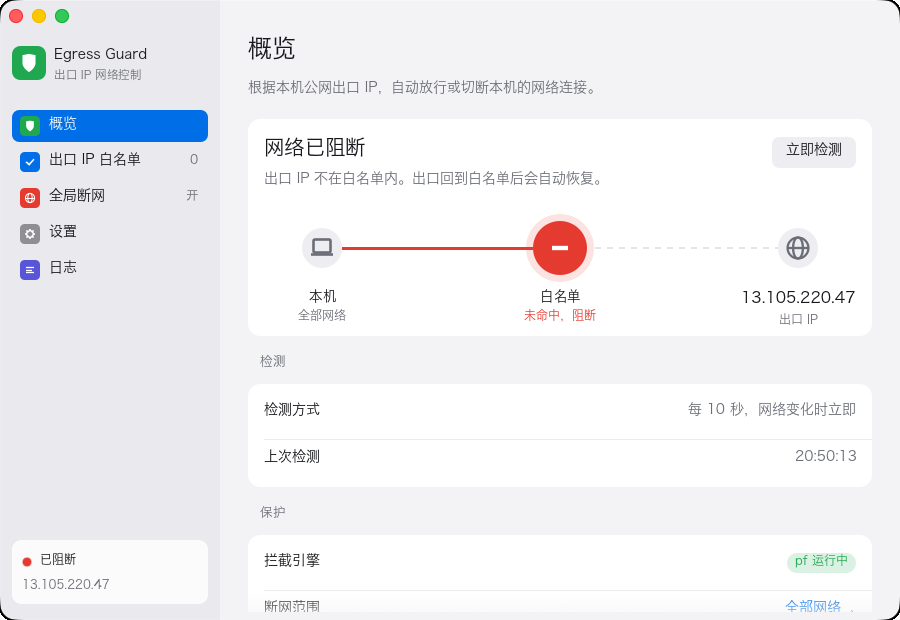 Egress Guard
出口 IP 网络控制
概览
出口 IP 白名单 0
全局断网 开
设置
日志
已阻断
13.105.220.47
概览
根据本机公网出口 IP，自动放行或切断本机的网络连接。
网络已阻断
立即检测
出口 IP 不在白名单内。出口回到白名单后会自动恢复。
本机
全部网络
白名单
未命中，阻断
13.105.220.47
出口 IP
检测
检测方式 每 10 秒，网络变化时立即
上次检测 20:50:13
保护
拦截引擎 pf 运行中
断网范围 全部网络